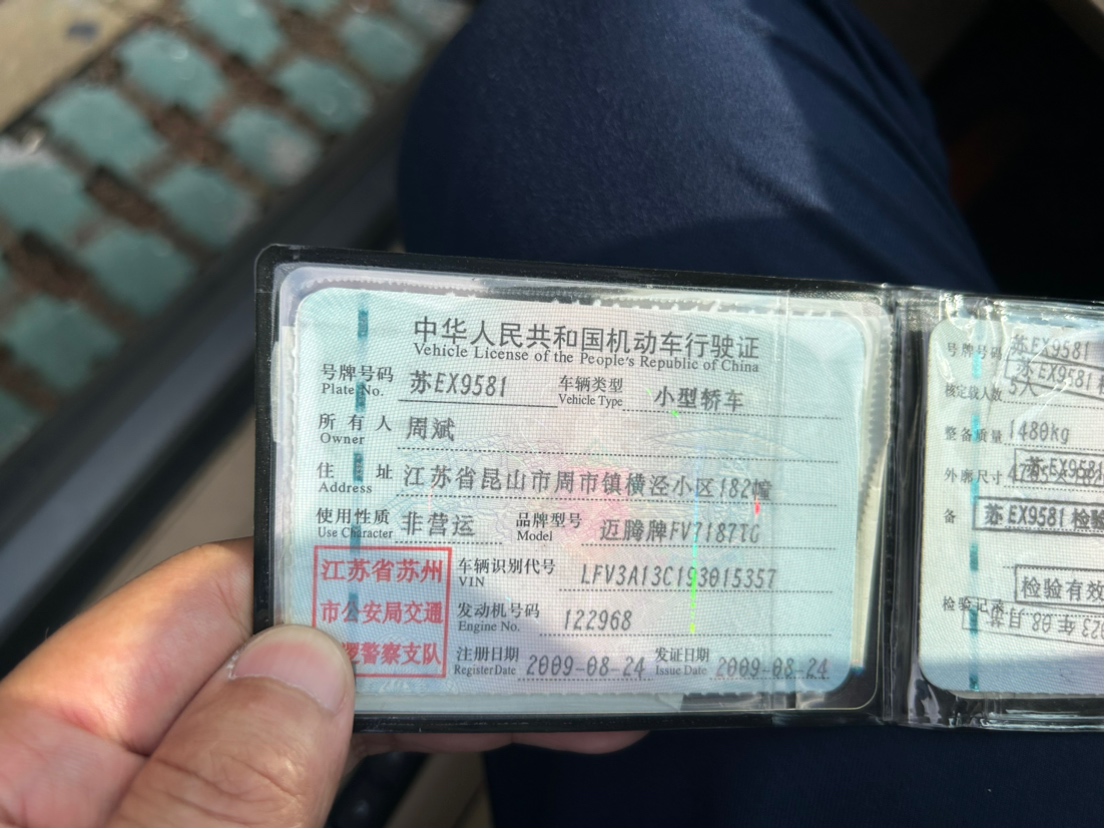 中华人民共和国机动车行驶证
Vehicle License of the People's Republic of China
号牌号码 苏EX9581 车辆类型 小型轿车
Plate No. Vehicle Type
所有人 周斌
Owner
住址 江苏省昆山市周市镇横泾小区182幢
Address
使用性质 非营运 品牌型号 迈腾牌FV7187TG
Use Character Model
江苏省苏州
市公安局交通
警察支队
车辆识别代号 LFV3A13C193015357
VIN
发动机号码 122968
Engine No.
注册日期 2009-08-24 发证日期 2009-08-24
Register Date Issue Date
号牌号码 苏EX9581
苏EX9581
核定载人数 5人
整备质量 1480kg
苏EX9581
外廓尺寸
备
苏EX9581 检验
检验有效
检验记录